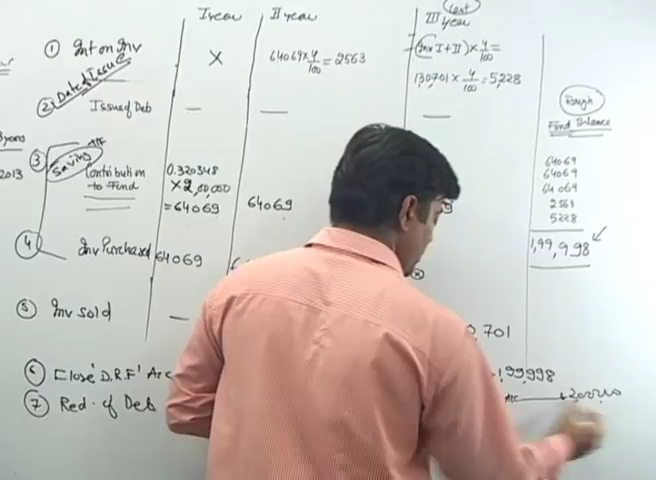 I year II year III last year
① Int on Inv × 64069 × 4/100 = 2563 (Inv I + II) × 4/100 =
130701 × 4/100 = 5228
② Date of Issue
Issue of Deb — — —
Rough
Fund Balance
64069
64069
64069
2563
5228
1,99,998
3 years
2013
③ Saving A/c
Contribution to Fund 0.320348
× 2,00,000
= 64069 64069
④ Inv Purchased 64069
⑤ Inv sold —
⑥ Close 'D.R.F' A/c 1,99,998
⑦ Red. of Deb